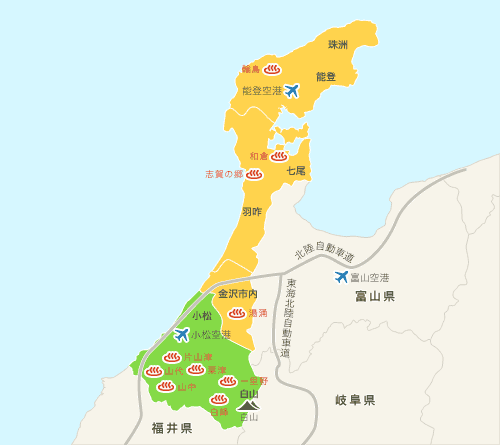 珠洲
輪島
能登
能登空港
和倉
志賀の郷
七尾
羽咋
北陸自動車道
金沢市内
東海北陸自動車道
富山空港
富山県
小松
湯涌
小松空港
片山津
山代
粟津
山中
一里野
白山
白峰
白山
岐阜県
福井県